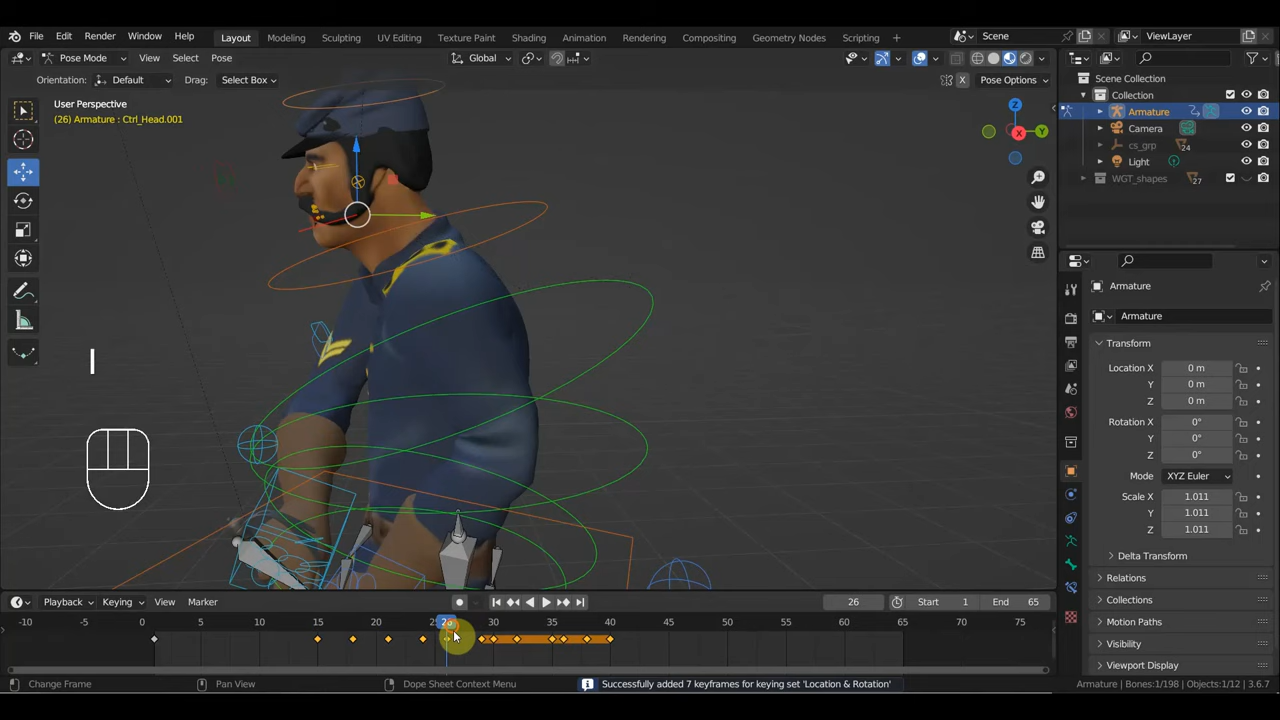 File Edit Render Window Help Layout Modeling Sculpting UV Editing Texture Paint Shading Animation Rendering Compositing Geometry Nodes Scripting + Scene ViewLayer
Pose Mode View Select Pose Global
Orientation: Default Drag: Select Box X Pose Options
Scene Collection
Collection
Armature
Camera
cs_grp 24
Light
WGT_shapes 27
User Perspective
(26) Armature : Ctrl_Head.001
Z
X
Y
I
Armature
Armature
Transform
Location X 0 m
Y 0 m
Z 0 m
Rotation X 0°
Y 0°
Z 0°
Mode XYZ Euler
Scale X 1.011
Y 1.011
Z 1.011
Delta Transform
Relations
Collections
Motion Paths
Visibility
Viewport Display
Playback Keying View Marker 26 Start 1 End 65
-10 -5 0 5 10 15 20 25 26 30 35 40 45 50 55 60 65 70 75
Change Frame Pan View Dope Sheet Context Menu Successfully added 7 keyframes for keying set 'Location & Rotation' Armature | Bones:1/198 | Objects:1/12 | 3.6.7